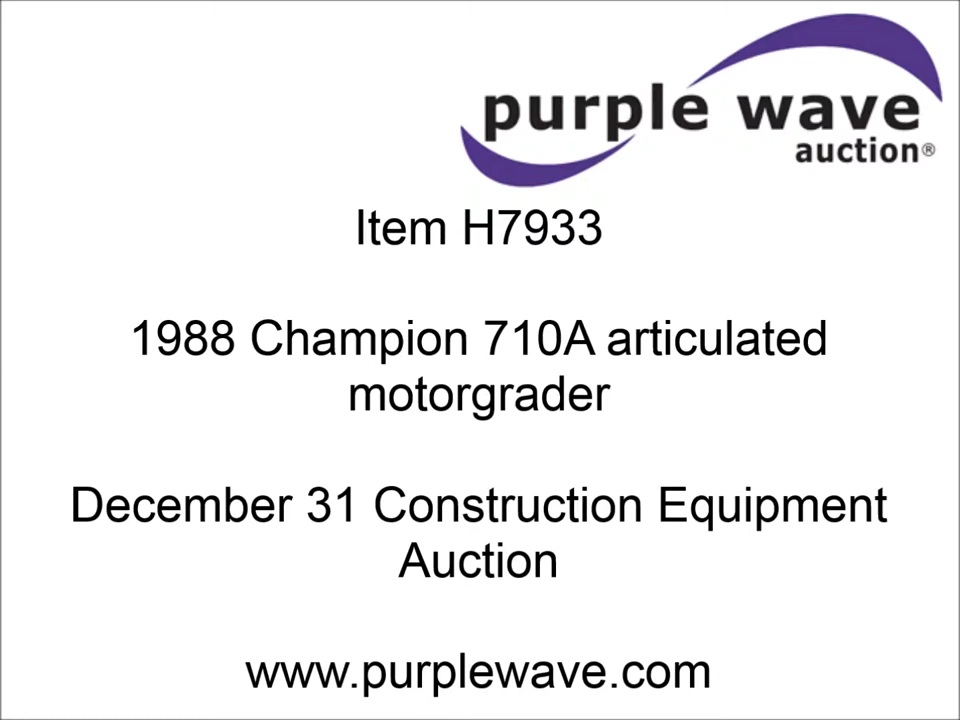 purple wave
auction®
Item H7933
1988 Champion 710A articulated
motorgrader
December 31 Construction Equipment
Auction
www.purplewave.com